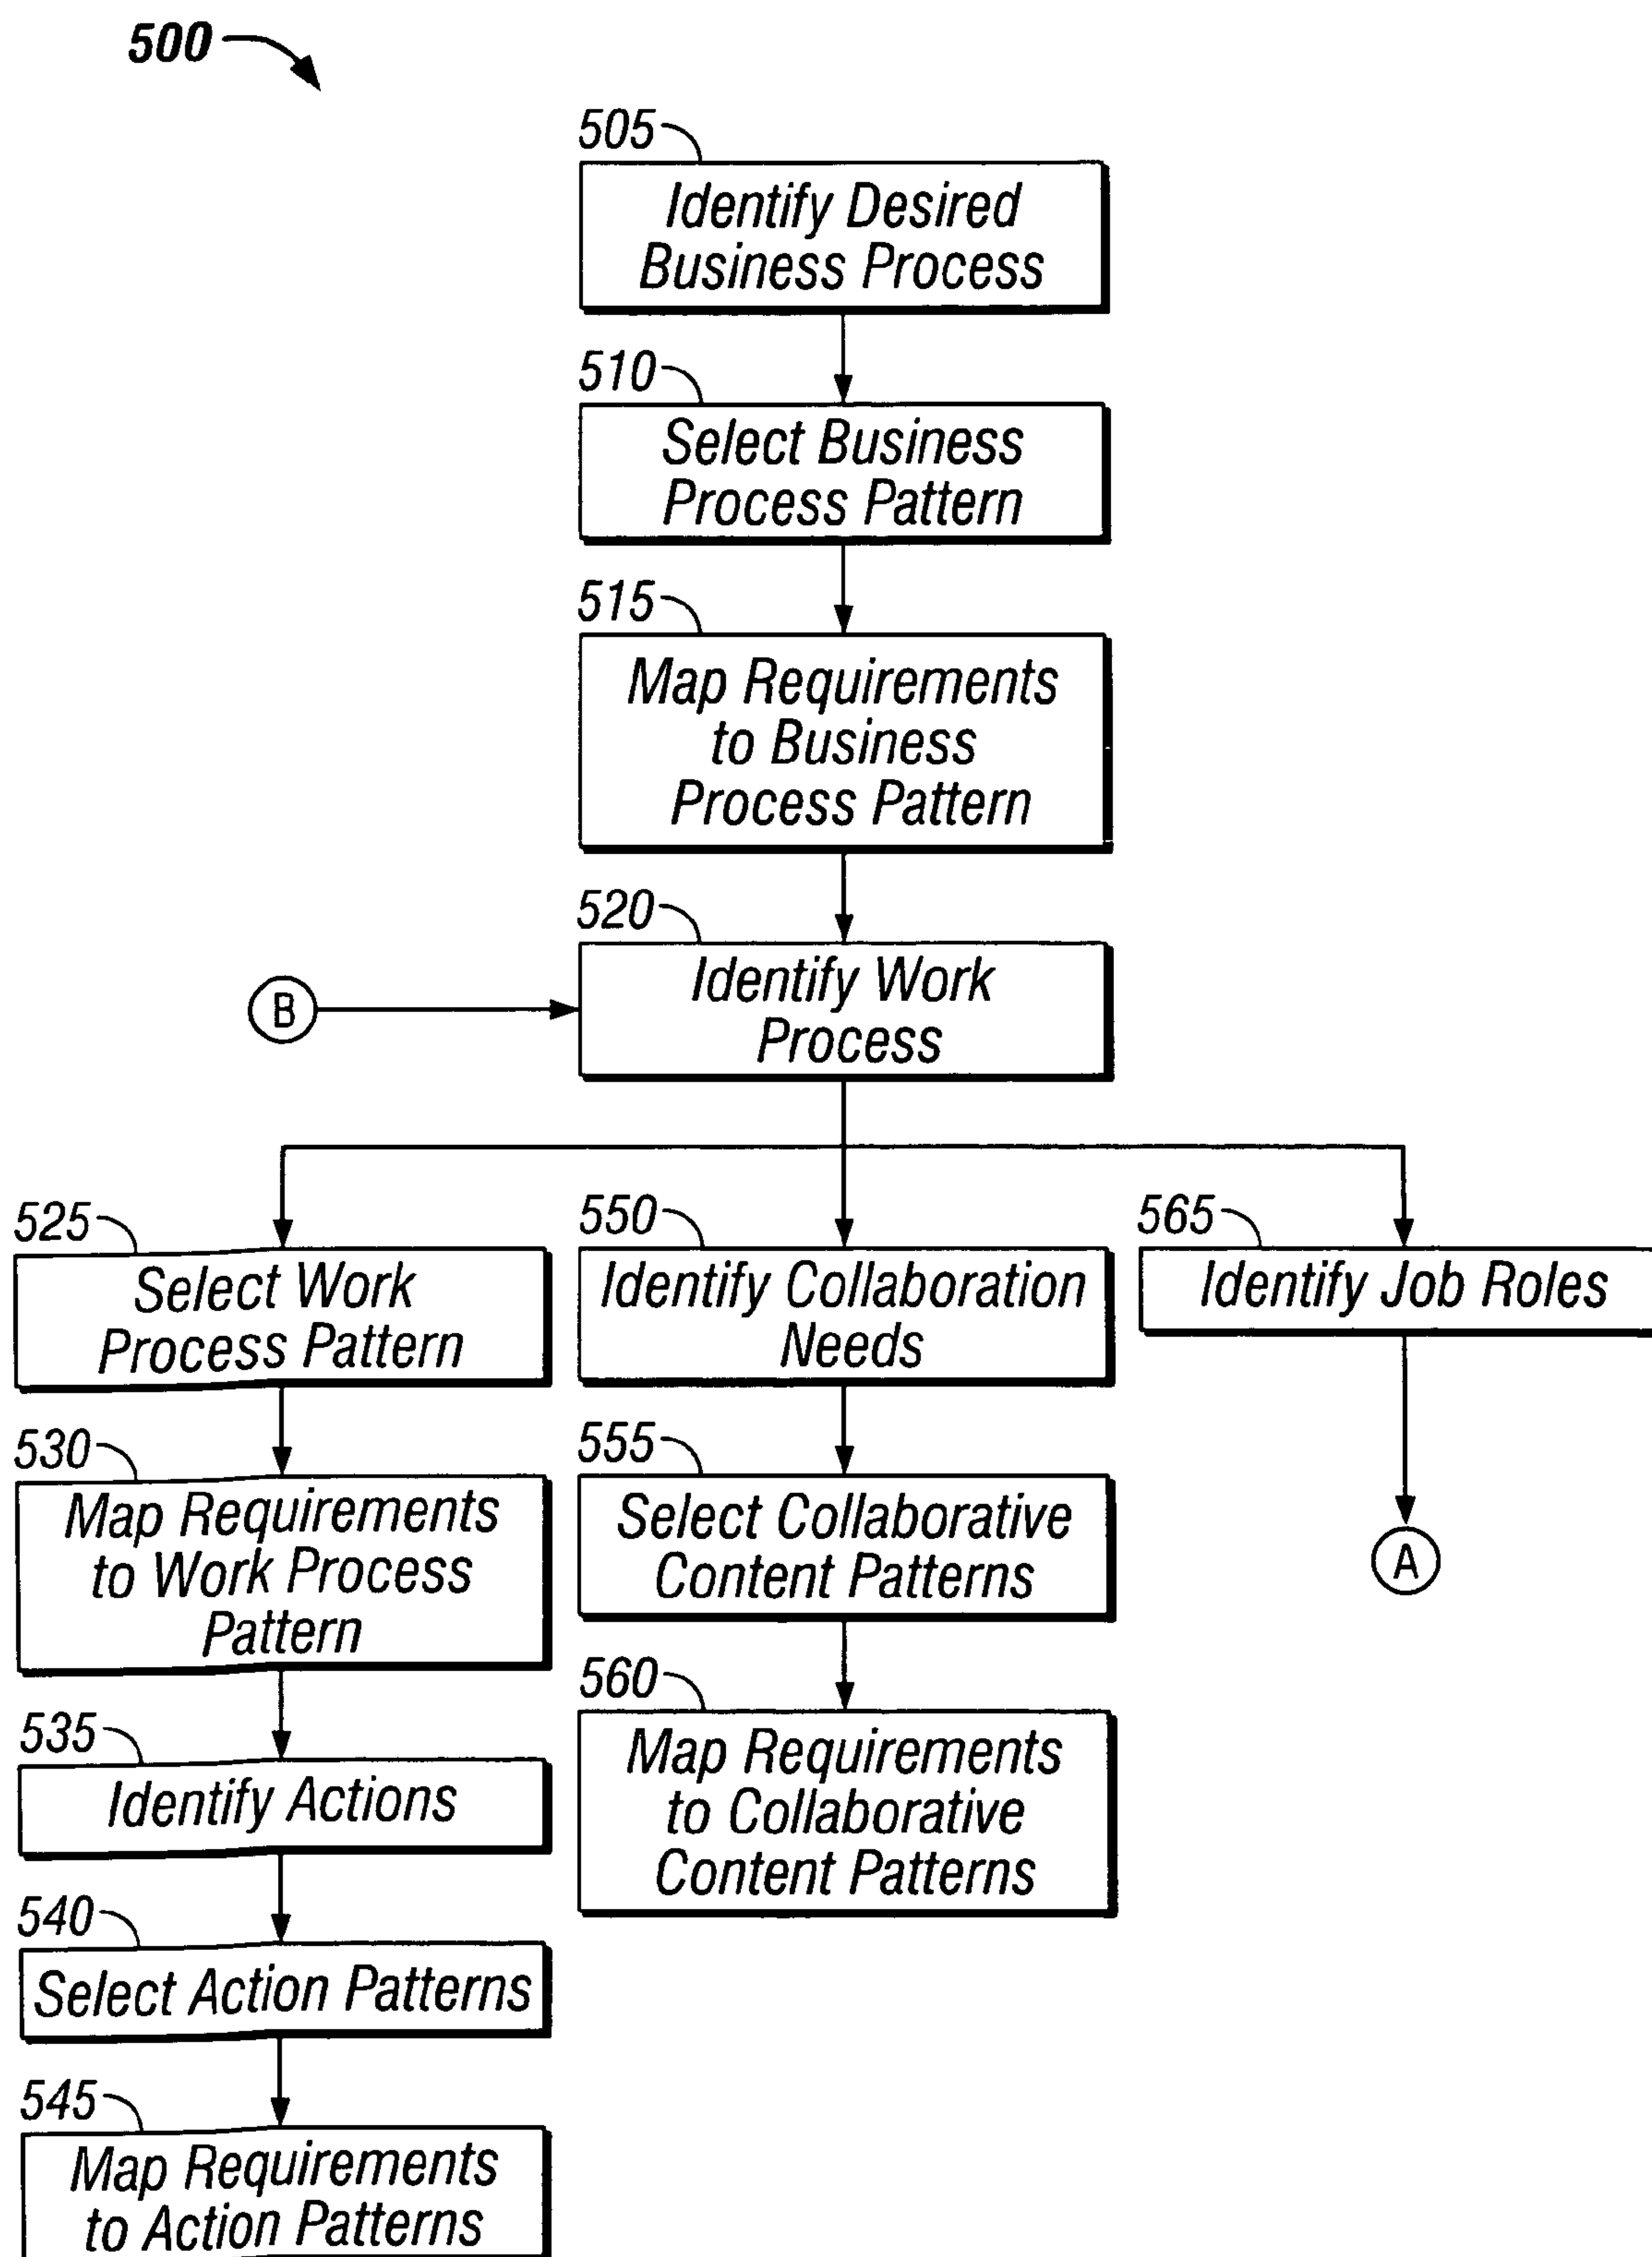 500
505
Identify Desired
Business Process
510
Select Business
Process Pattern
515
Map Requirements
to Business
Process Pattern
520
Identify Work
Process
B
525
Select Work
Process Pattern
530
Map Requirements
to Work Process
Pattern
535
Identify Actions
540
Select Action Patterns
545
Map Requirements
to Action Patterns
550
Identify Collaboration
Needs
555
Select Collaborative
Content Patterns
560
Map Requirements
to Collaborative
Content Patterns
565
Identify Job Roles
A